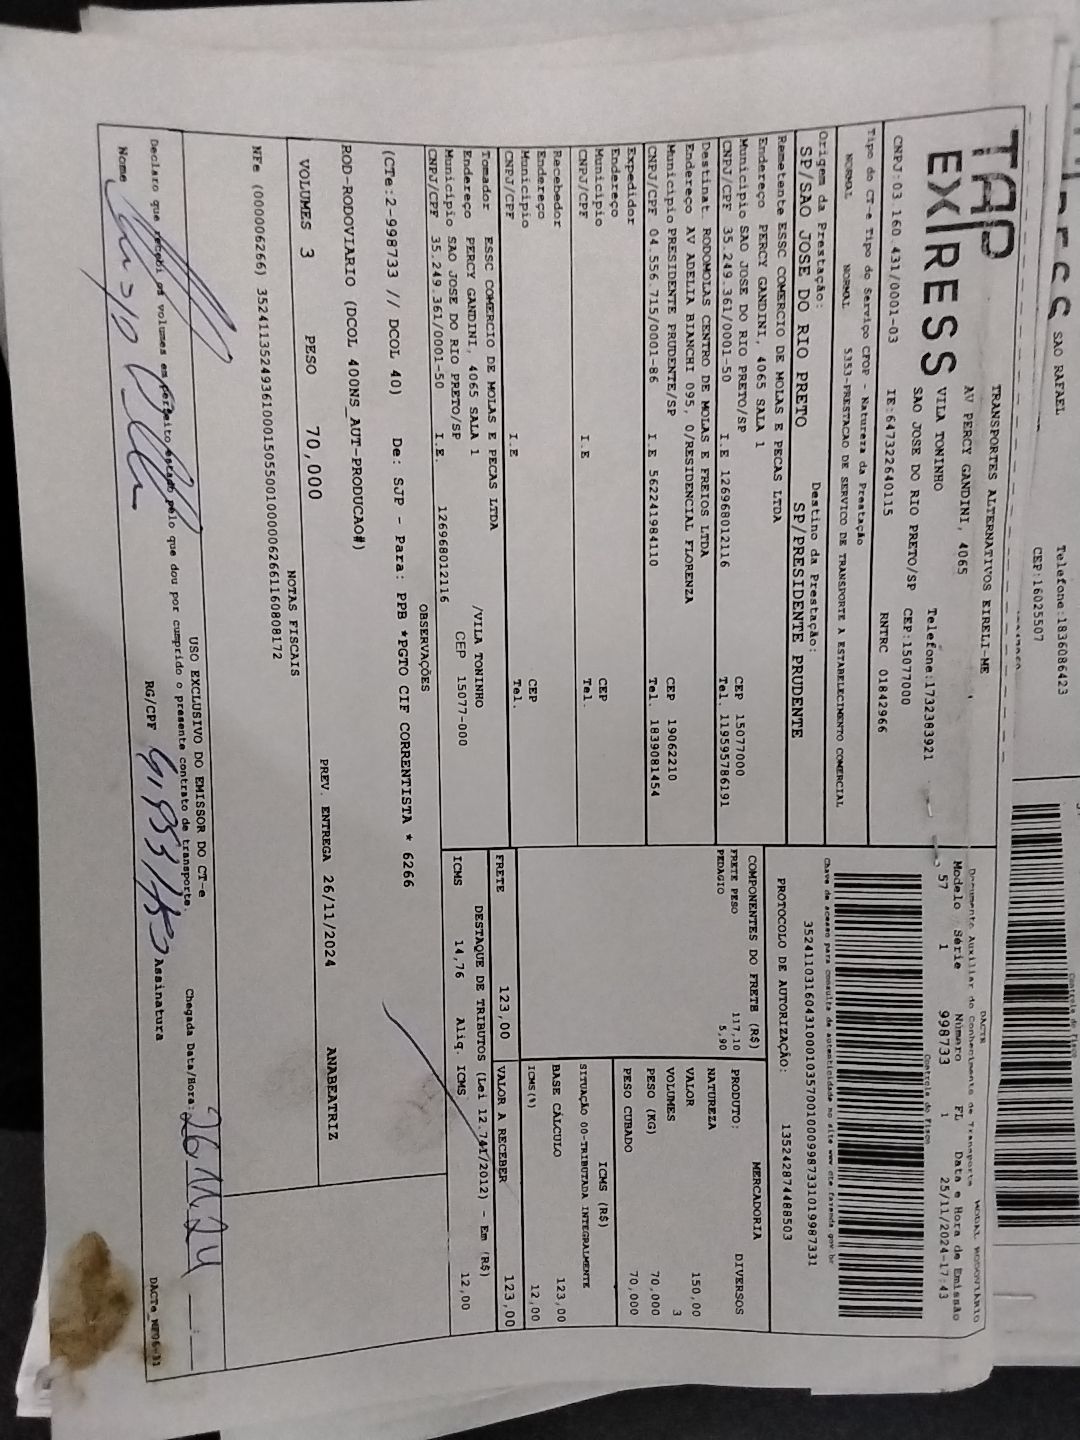 SAO RAFAEL
Telefone:1836086423
CEP:16025507
TAP EXPRESS
TRANSPORTES ALTERNATIVOS EIRELI-ME
AV PERCY GANDINI, 4065
VILA TONINHO Telefone:1732383921
SAO JOSE DO RIO PRETO/SP CEP:15077000
CNPJ:03 160.431/0001-03 IE:647322640115 RNTRC 01842966
Tipo do CT-e Tipo do Serviço CFOP - Natureza da Prestação
NORMAL NORMAL 5353-PRESTACAO DE SERVICO DE TRANSPORTE A ESTABELECIMENTO COMERCIAL
Origem da Prestação: Destino da Prestação:
SP/SAO JOSE DO RIO PRETO SP/PRESIDENTE PRUDENTE
Remetente ESSC COMERCIO DE MOLAS E PECAS LTDA
Endereço PERCY GANDINI, 4065 SALA 1
Municipio SAO JOSE DO RIO PRETO/SP CEP 15077000
CNPJ/CPF 35.249.361/0001-50 I.E 126968012116 Tel. 119595786191
Destinat. RODOMOLAS CENTRO DE MOLAS E FREIOS LTDA
Endereço AV ADELIA BIANCHI 095, 0/RESIDENCIAL FLORENZA
Municipio PRESIDENTE PRUDENTE/SP CEP 19062210
CNPJ/CPF 04.556.715/0001-86 I.E 562241984110 Tel. 1839081454
Expedidor
Endereço
Municipio CEP
CNPJ/CPF I.E Tel.
Recebedor
Endereço
Municipio CEP
CNPJ/CPF I.E Tel.
Tomador ESSC COMERCIO DE MOLAS E PECAS LTDA
Endereço PERCY GANDINI, 4065 SALA 1 /VILA TONINHO
Municipio SAO JOSE DO RIO PRETO/SP CEP 15077-000
CNPJ/CPF 35.249.361/0001-50 I.E. 126968012116
DACTE
Documento Auxiliar do Conhecimento de Transporte MODAL RODOVIARIO
Modelo Série Número FL Data e Hora de Emissão
57 1 998733 1 25/11/2024-17:43
Controle do Fisco
Chave de acesso para consulta de autenticidade no site www.cte.fazenda.gov.br
35241103160431000103570010009987331019987331
PROTOCOLO DE AUTORIZAÇÃO: 135242874488503
COMPONENTES DO FRETE (R$)
FRETE PESO 117,10
PEDAGIO 5,90
MERCADORIA
PRODUTO: DIVERSOS
NATUREZA
VALOR 150,00
VOLUMES 3
PESO (KG) 70,000
PESO CUBADO 70,000
ICMS (R$)
SITUAÇÃO 00-TRIBUTADA INTEGRALMENTE
BASE CÁLCULO 123,00
ICMS(%) 12,00
FRETE 123,00 VALOR A RECEBER 123,00
DESTAQUE DE TRIBUTOS (Lei 12.741/2012) - Em (R$)
ICMS 14,76 Aliq. ICMS 12,00
OBSERVAÇÕES
(CTe:2-998733 // DCOL 40) De: SJP - Para: PPB *PGTO CIF CORRENTISTA * 6266
ROD-RODOVIARIO (DCOL 400NS_AUT-PRODUCAO#)
VOLUMES 3 PESO 70,000 PREV. ENTREGA 26/11/2024 ANABEATRIZ
NOTAS FISCAIS
NFe (000006266) 35241135249361000150550010000062661160808172
USO EXCLUSIVO DO EMISSOR DO CT-e
Declaro que recebi os volumes em perfeito estado pelo que dou por cumprido o presente contrato de transporte. Chegada Data/Hora: 26 11 24
Nome RG/CPF Assinatura